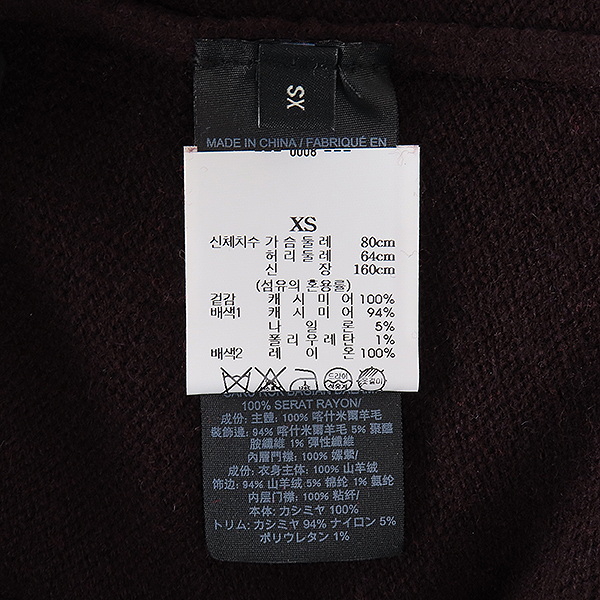 XS
MADE IN CHINA / FABRIQUÉ EN
0008
XS
신체치수 가 슴 둘 레 80cm
허 리 둘 레 64cm
신 장 160cm
(섬유의 혼용률)
겉감 캐 시 미 어 100%
배색1 캐 시 미 어 94%
나 일 론 5%
폴 리 우 레 탄 1%
배색2 레 이 온 100%
드라이
옷걸이
100% SERAT RAYON/
成份: 主體: 100% 喀什米爾羊毛
裝飾邊: 94% 喀什米爾羊毛 5% 聚醯
胺纖維 1% 彈性纖維
內層門襟: 100% 嫘縈/
成份: 衣身主体: 100% 山羊绒
饰边: 94% 山羊绒 5% 锦纶 1% 氨纶
内层门襟: 100% 粘纤/
本体: カシミヤ 100%
トリム: カシミヤ 94% ナイロン 5%
ポリウレタン 1%